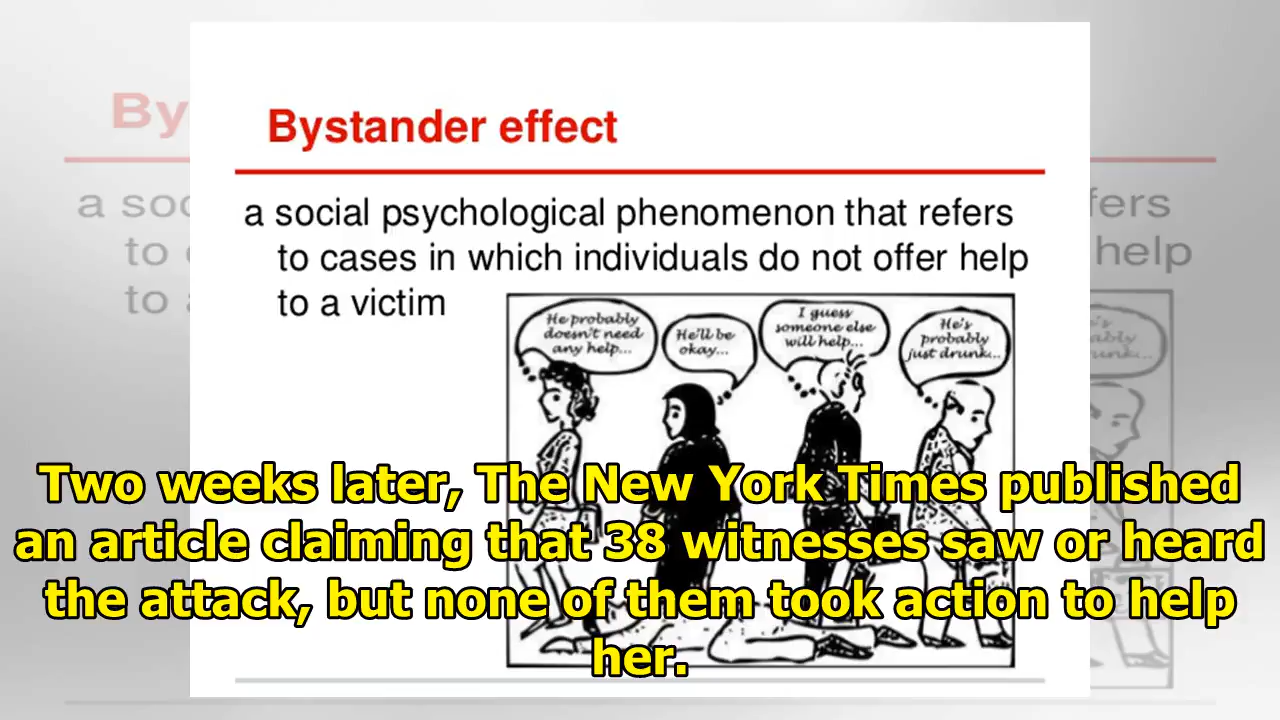 Bystander effect
a social psychological phenomenon that refers
to cases in which individuals do not offer help
to a victim
He probably
doesn't need
any help...
He'll be
okay...
I guess
someone else
will help...
He's
probably
just drunk...
Two weeks later, The New York Times published
an article claiming that 38 witnesses saw or heard
the attack, but none of them took action to help
her.